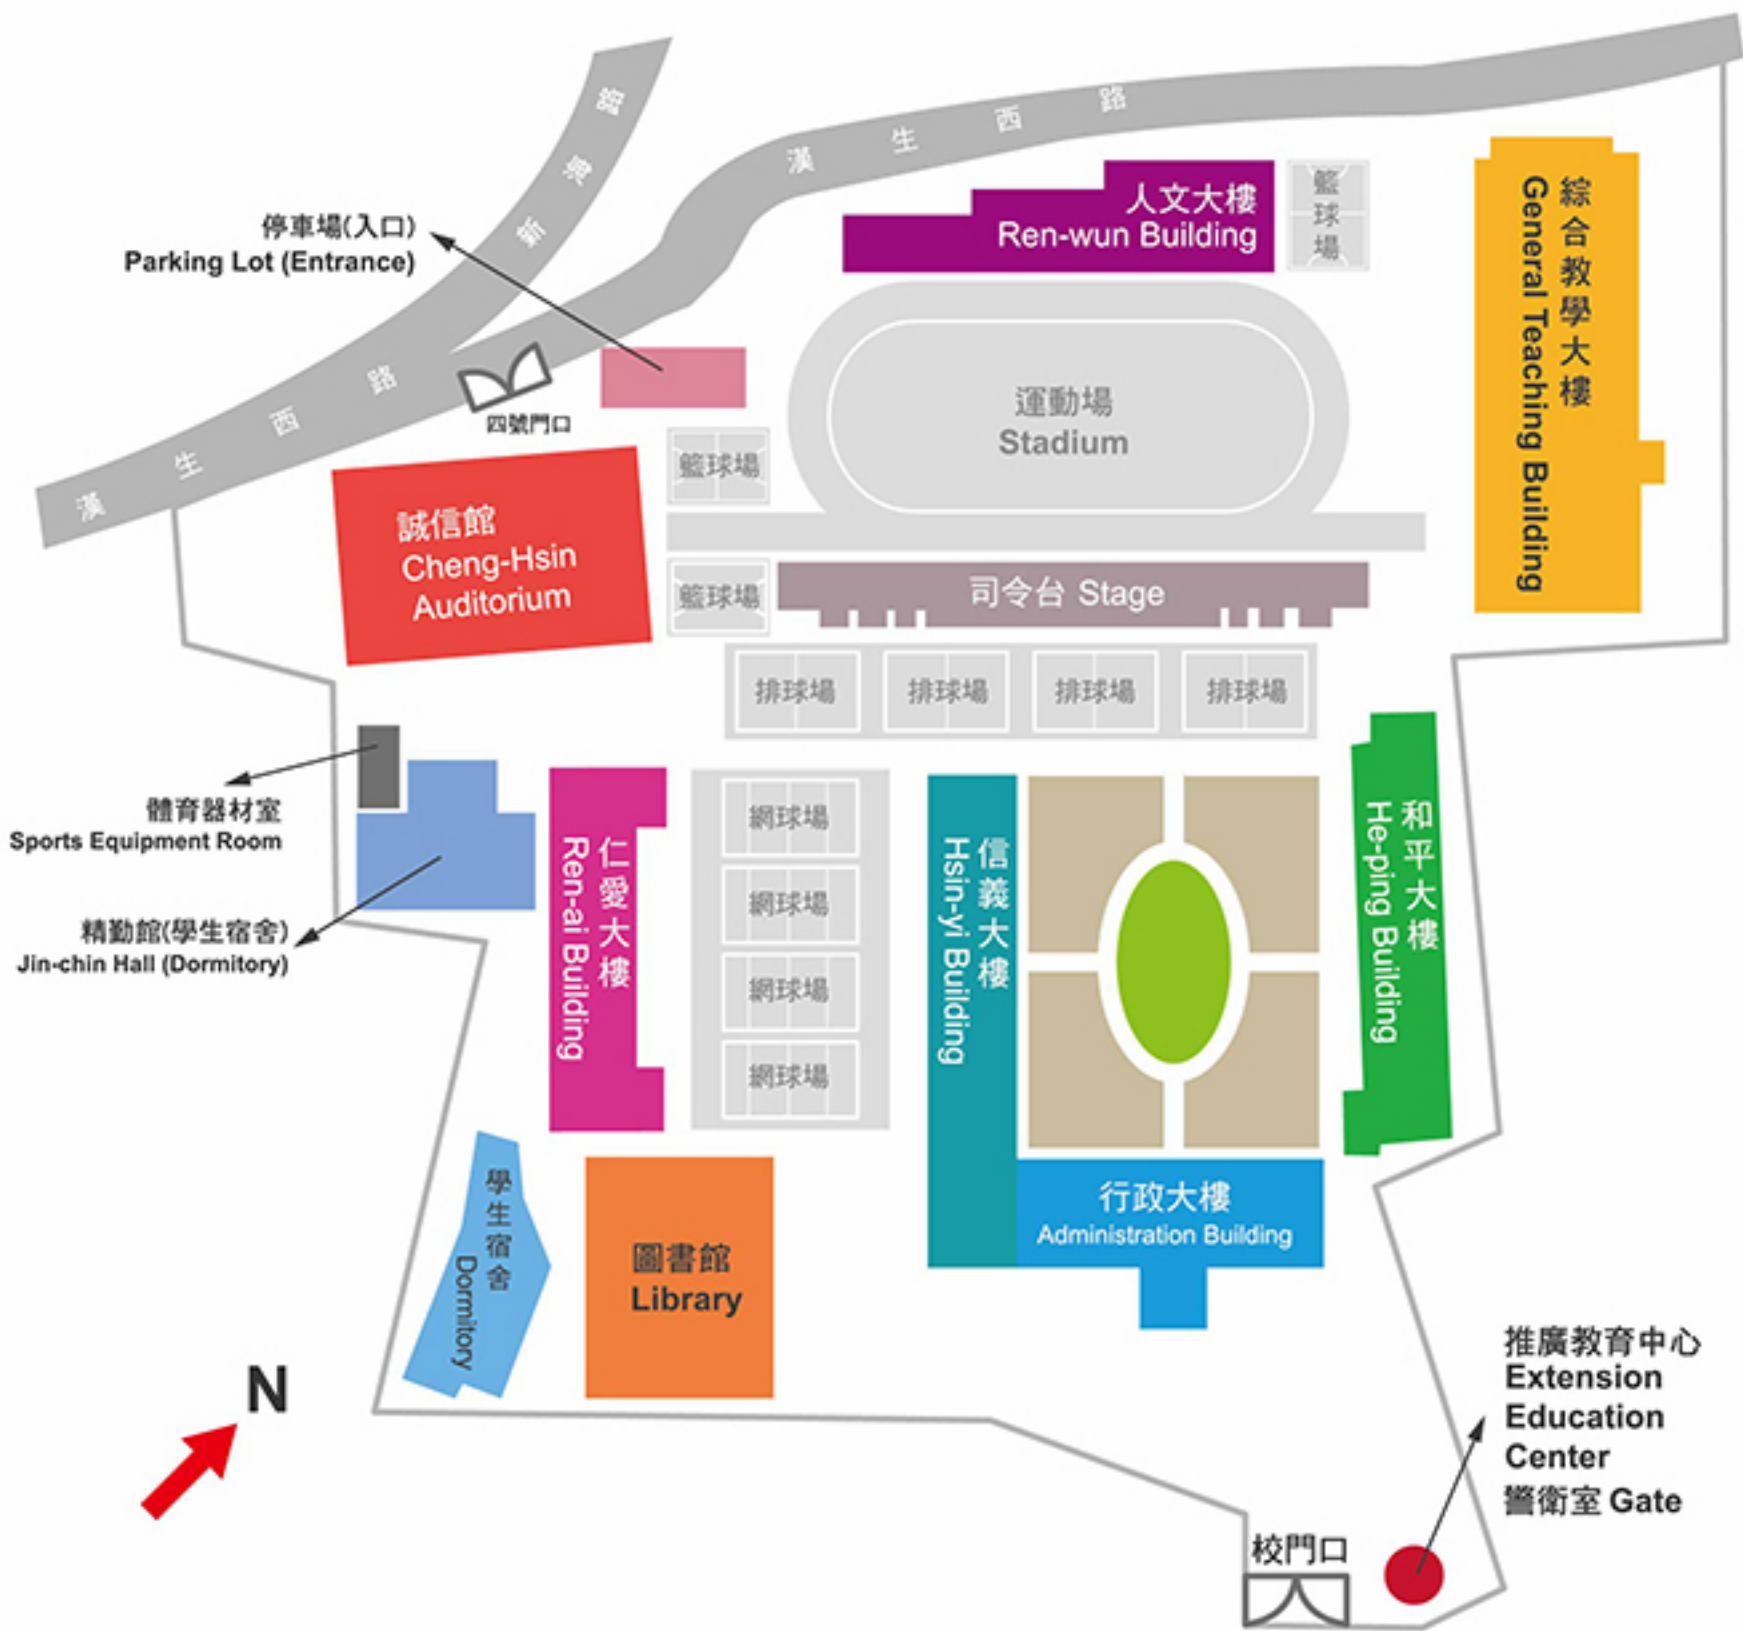 新海路
漢生西路
漢生西路
停車場(入口)
Parking Lot (Entrance)
四號門口
人文大樓
Ren-wun Building
籃球場
綜合教學大樓
General Teaching Building
運動場
Stadium
籃球場
誠信館
Cheng-Hsin
Auditorium
籃球場
司令台 Stage
排球場
排球場
排球場
排球場
體育器材室
Sports Equipment Room
精勤館(學生宿舍)
Jin-chin Hall (Dormitory)
仁愛大樓
Ren-ai Building
網球場
網球場
網球場
網球場
信義大樓
Hsin-yi Building
和平大樓
He-ping Building
行政大樓
Administration Building
學生宿舍
Dormitory
圖書館
Library
N
推廣教育中心
Extension
Education
Center
警衛室 Gate
校門口